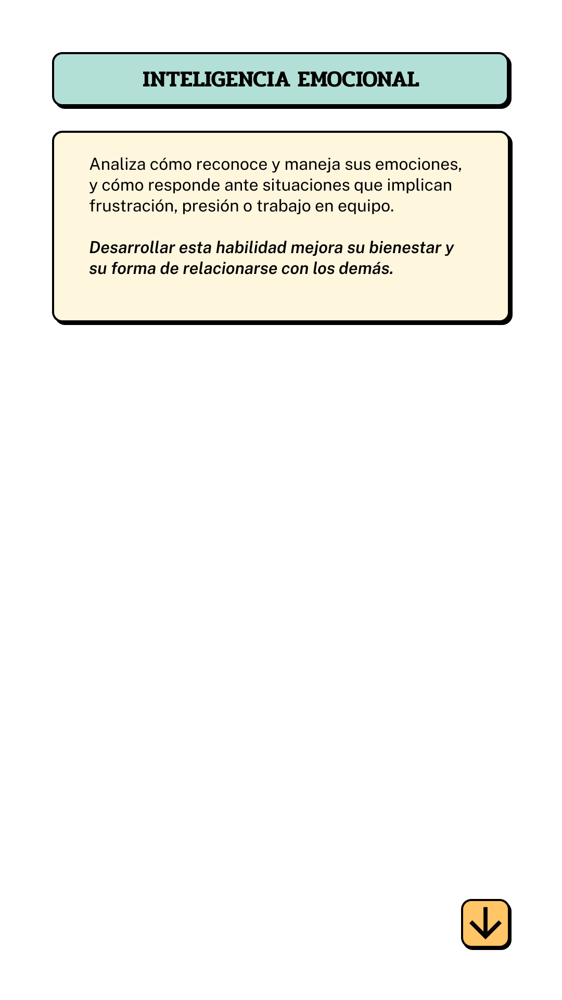 INTELIGENCIA EMOCIONAL
Analiza cómo reconoce y maneja sus emociones,
y cómo responde ante situaciones que implican
frustración, presión o trabajo en equipo.
Desarrollar esta habilidad mejora su bienestar y
su forma de relacionarse con los demás.